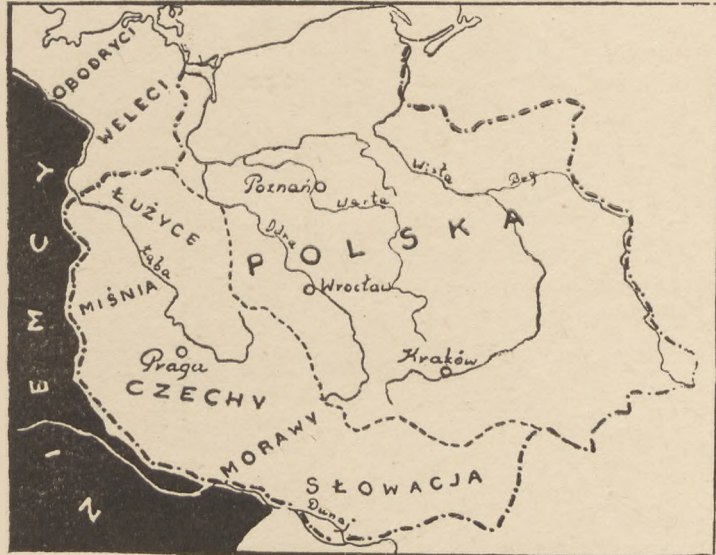 OBODRYCI
WELECI
NIEMCY
ŁUŻYCE
Łaba
MIŚNIA
Praga
CZECHY
MORAWY
SŁOWACJA
Dunaj
POLSKA
Poznań
Warta
Odra
Wrocław
Kraków
Wisła
Bug